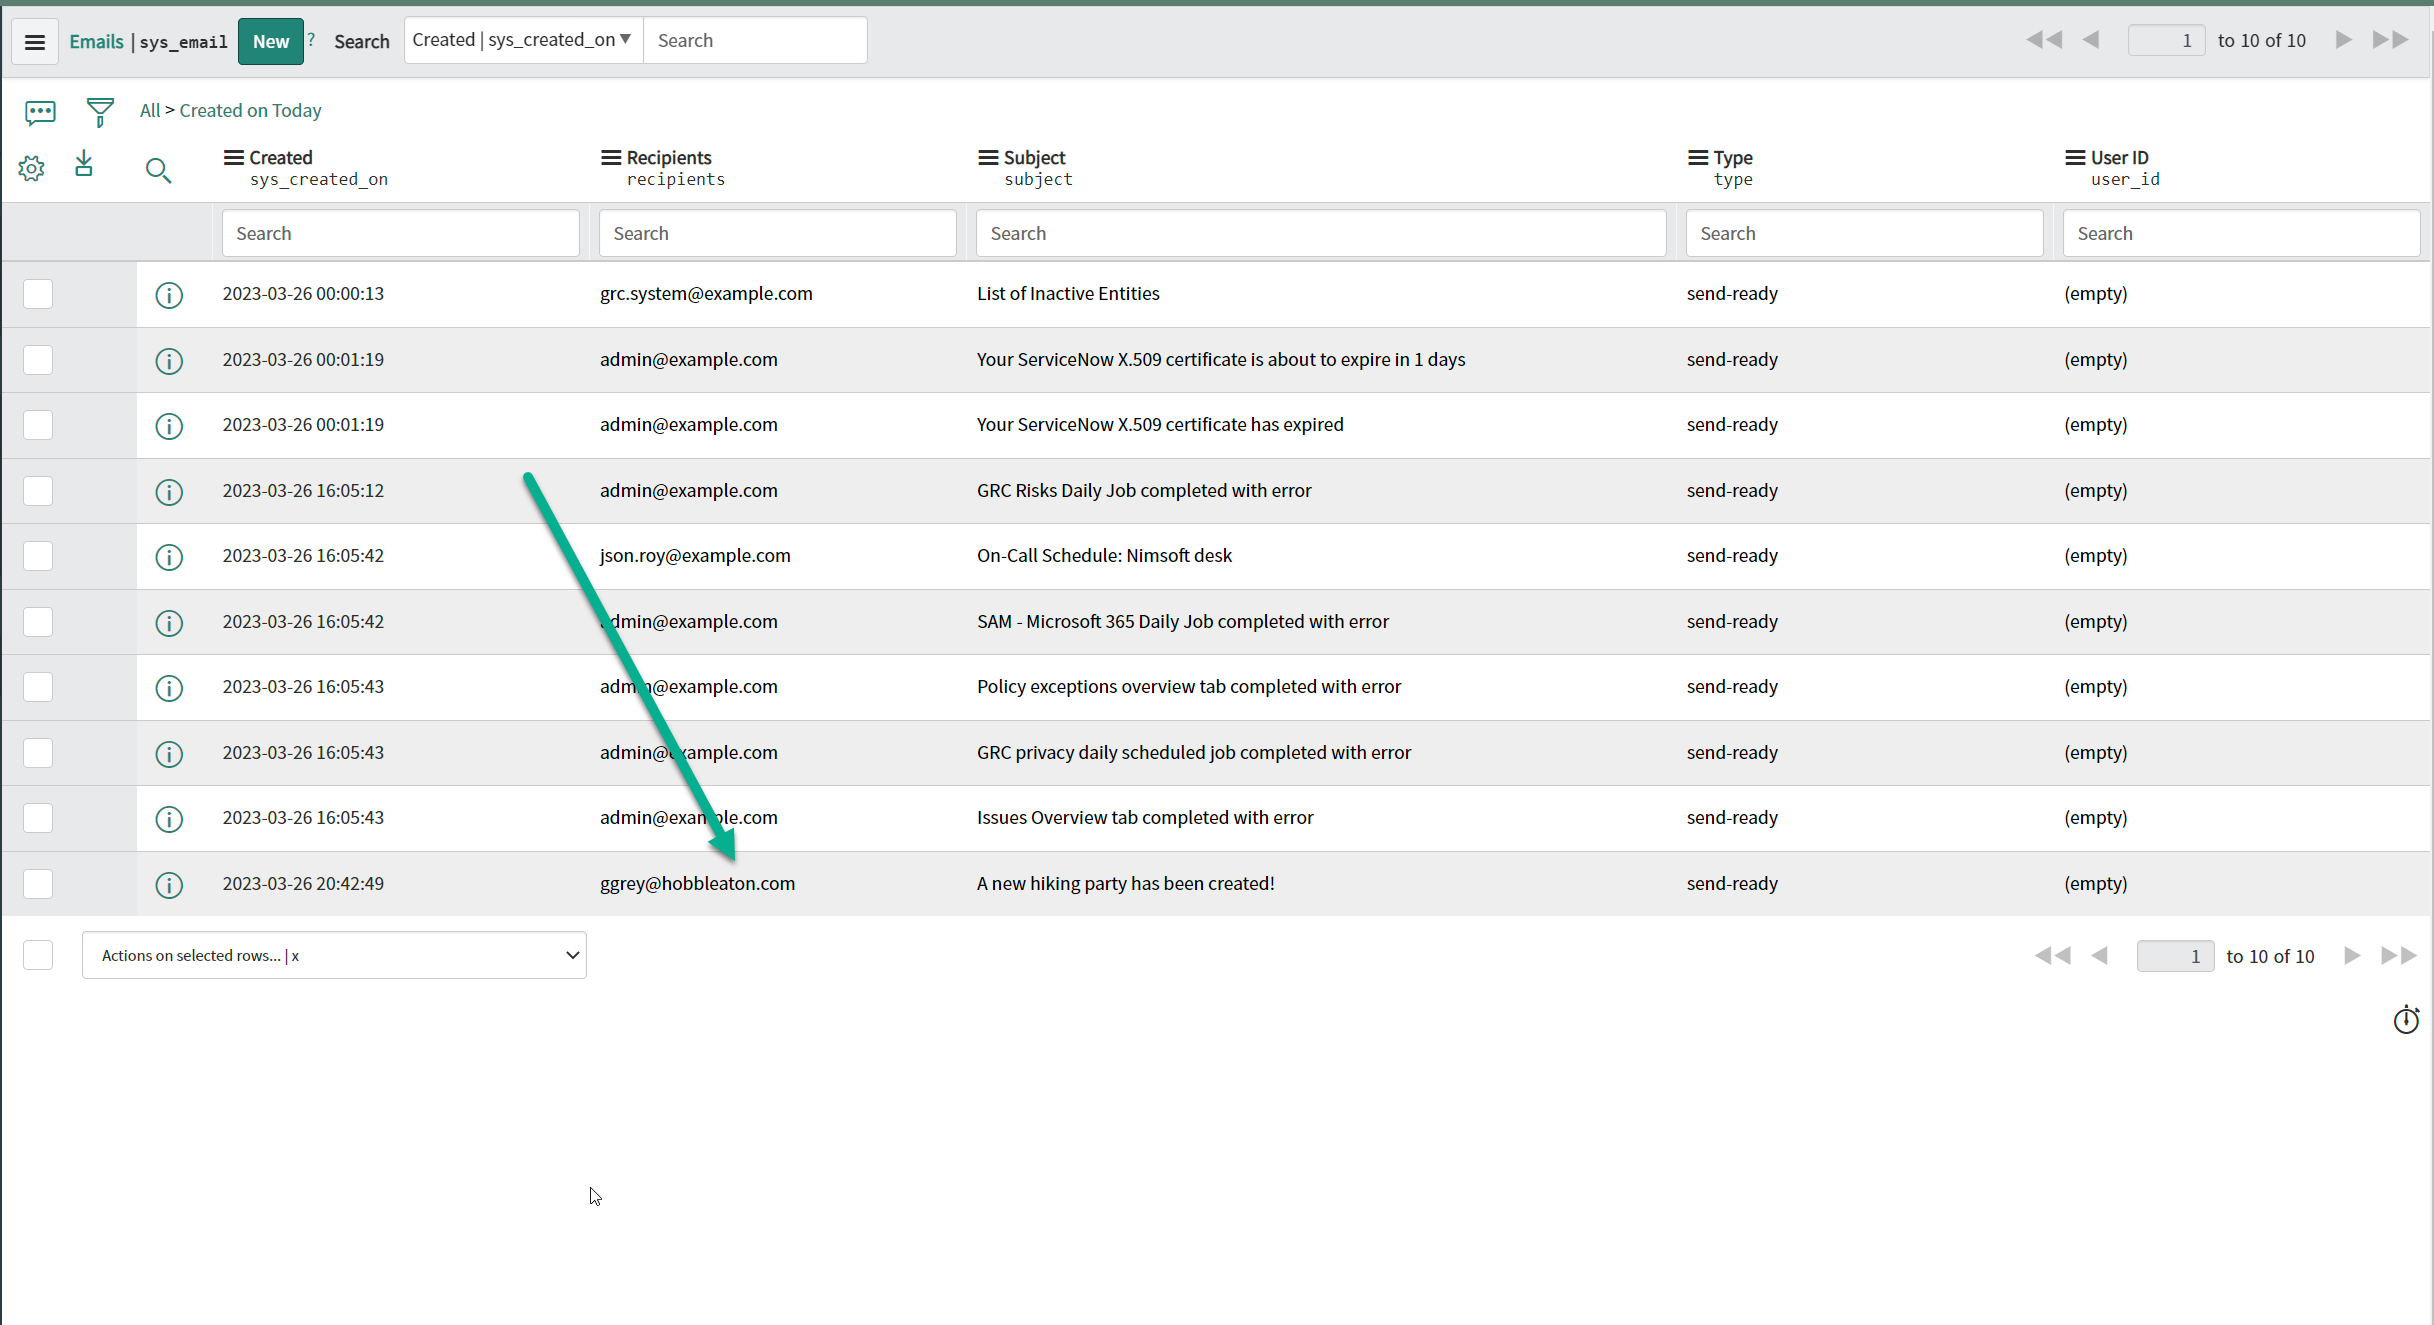 Emails | sys_email New ? Search Created | sys_created_on Search 1 to 10 of 10
All > Created on Today
Created Recipients Subject Type User ID
sys_created_on recipients subject type user_id
Search Search Search Search Search
2023-03-26 00:00:13 grc.system@example.com List of Inactive Entities send-ready (empty)
2023-03-26 00:01:19 admin@example.com Your ServiceNow X.509 certificate is about to expire in 1 days send-ready (empty)
2023-03-26 00:01:19 admin@example.com Your ServiceNow X.509 certificate has expired send-ready (empty)
2023-03-26 16:05:12 admin@example.com GRC Risks Daily Job completed with error send-ready (empty)
2023-03-26 16:05:42 json.roy@example.com On-Call Schedule: Nimsoft desk send-ready (empty)
2023-03-26 16:05:42 admin@example.com SAM - Microsoft 365 Daily Job completed with error send-ready (empty)
2023-03-26 16:05:43 admin@example.com Policy exceptions overview tab completed with error send-ready (empty)
2023-03-26 16:05:43 admin@example.com GRC privacy daily scheduled job completed with error send-ready (empty)
2023-03-26 16:05:43 admin@example.com Issues Overview tab completed with error send-ready (empty)
2023-03-26 20:42:49 ggrey@hobbleaton.com A new hiking party has been created! send-ready (empty)
Actions on selected rows... | x 1 to 10 of 10